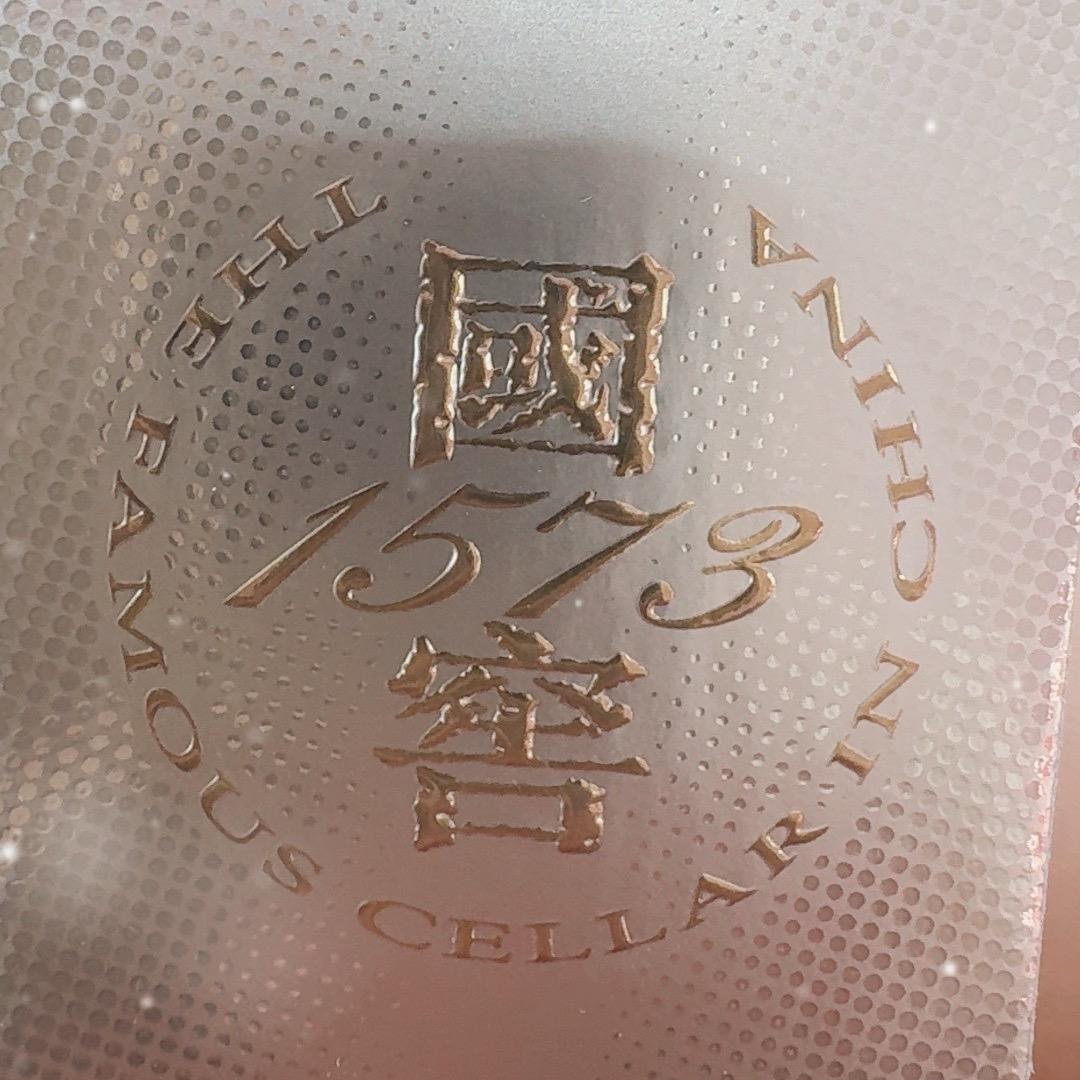 國
1573
窖
THE FAMOUS CELLAR IN CHINA